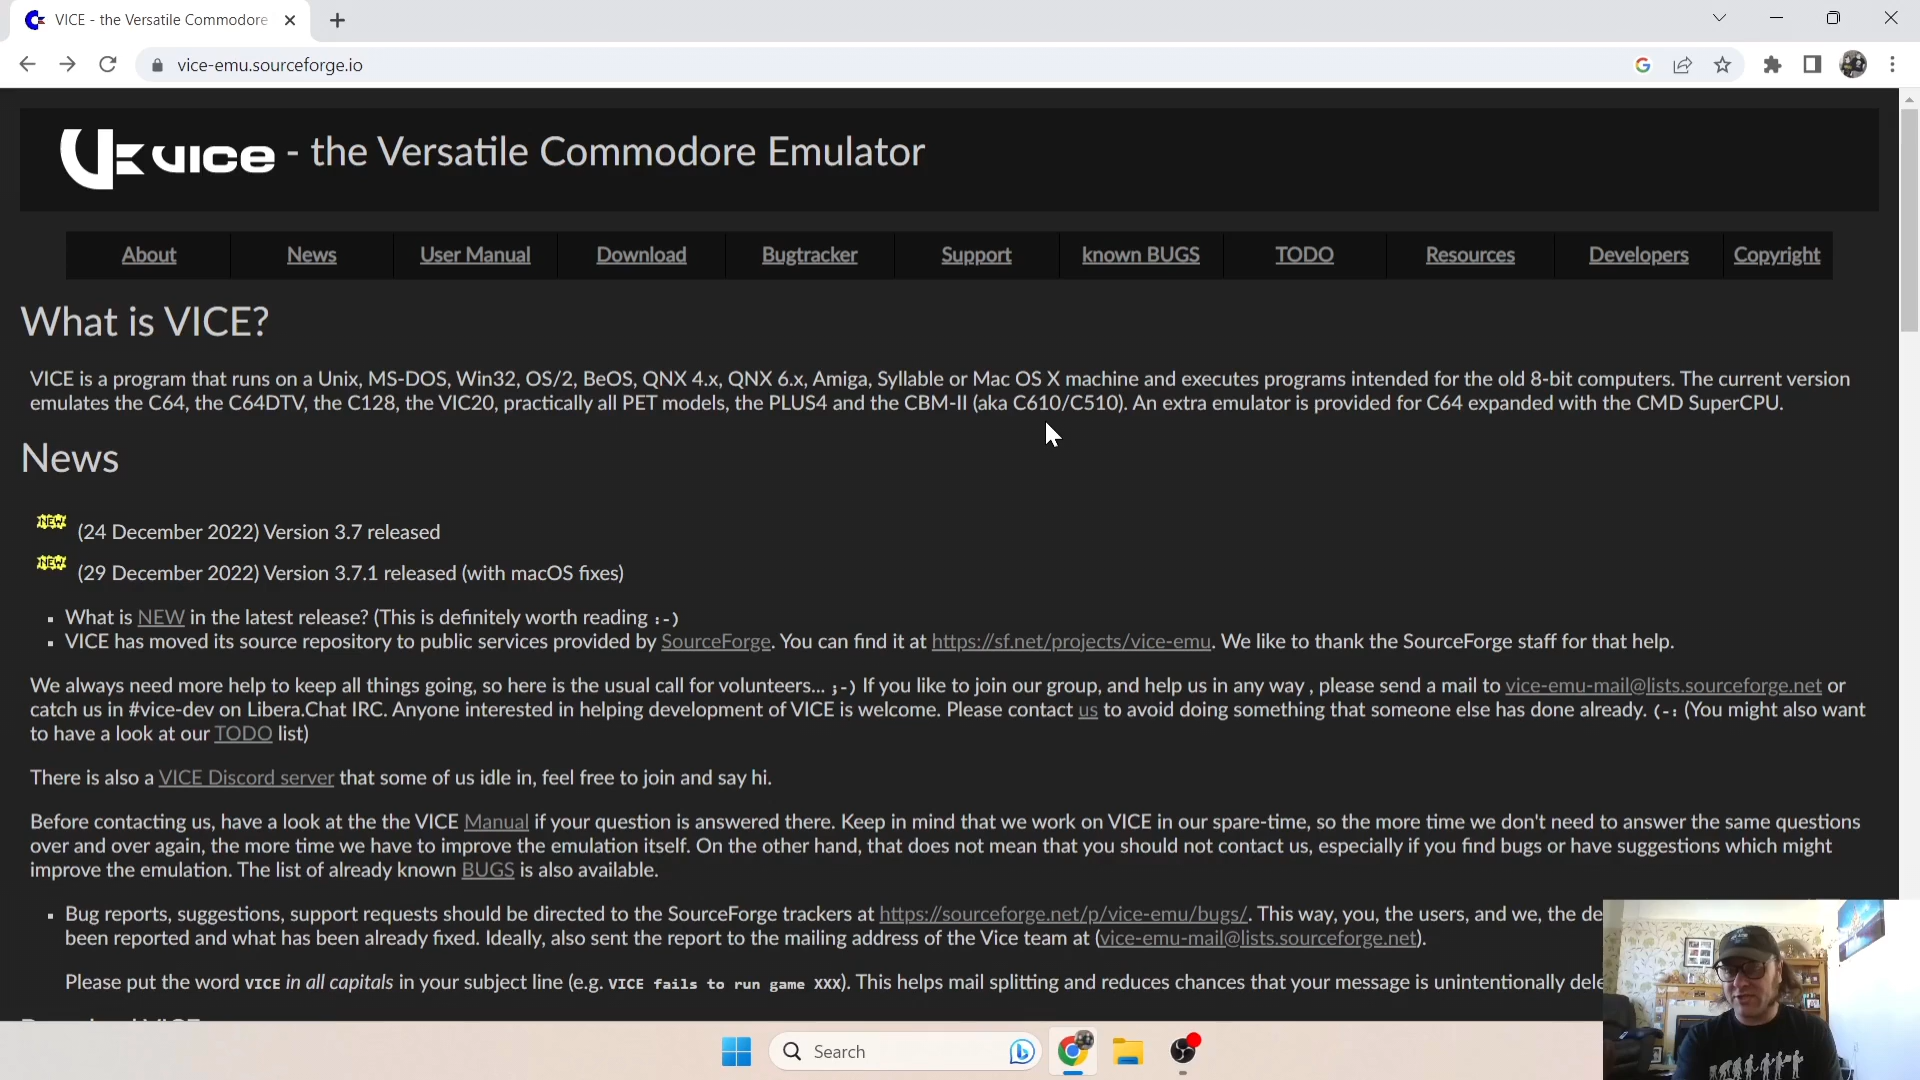 VICE - the Versatile Commodore
vice-emu.sourceforge.io
VICE - the Versatile Commodore Emulator
About News User Manual Download Bugtracker Support known BUGS TODO Resources Developers Copyright
What is VICE?
VICE is a program that runs on a Unix, MS-DOS, Win32, OS/2, BeOS, QNX 4.x, QNX 6.x, Amiga, Syllable or Mac OS X machine and executes programs intended for the old 8-bit computers. The current version
emulates the C64, the C64DTV, the C128, the VIC20, practically all PET models, the PLUS4 and the CBM-II (aka C610/C510). An extra emulator is provided for C64 expanded with the CMD SuperCPU.
News
NEW (24 December 2022) Version 3.7 released
NEW (29 December 2022) Version 3.7.1 released (with macOS fixes)
What is NEW in the latest release? (This is definitely worth reading :-)
VICE has moved its source repository to public services provided by SourceForge. You can find it at https://sf.net/projects/vice-emu. We like to thank the SourceForge staff for that help.
We always need more help to keep all things going, so here is the usual call for volunteers... ;-) If you like to join our group, and help us in any way , please send a mail to vice-emu-mail@lists.sourceforge.net or
catch us in #vice-dev on Libera.Chat IRC. Anyone interested in helping development of VICE is welcome. Please contact us to avoid doing something that someone else has done already. (-: (You might also want
to have a look at our TODO list)
There is also a VICE Discord server that some of us idle in, feel free to join and say hi.
Before contacting us, have a look at the the VICE Manual if your question is answered there. Keep in mind that we work on VICE in our spare-time, so the more time we don't need to answer the same questions
over and over again, the more time we have to improve the emulation itself. On the other hand, that does not mean that you should not contact us, especially if you find bugs or have suggestions which might
improve the emulation. The list of already known BUGS is also available.
Bug reports, suggestions, support requests should be directed to the SourceForge trackers at https://sourceforge.net/p/vice-emu/bugs/. This way, you, the users, and we, the de
been reported and what has been already fixed. Ideally, also sent the report to the mailing address of the Vice team at (vice-emu-mail@lists.sourceforge.net).
Please put the word VICE in all capitals in your subject line (e.g. VICE fails to run game XXX). This helps mail splitting and reduces chances that your message is unintentionally dele
Search